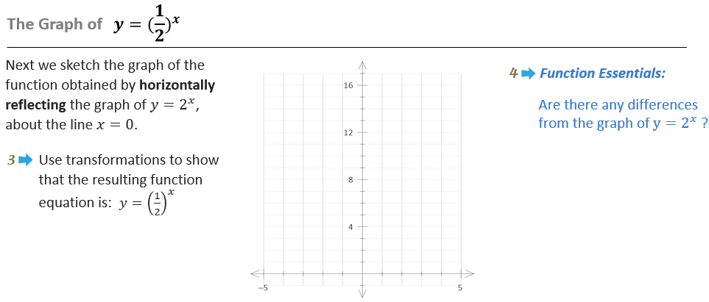 The Graph of y = (1/2)^x
Next we sketch the graph of the
function obtained by horizontally
reflecting the graph of y = 2^x,
about the line x = 0.
3 ➡ Use transformations to show
that the resulting function
equation is: y = (1/2)^x
16
12
8
4
-5
5
4 ➡ Function Essentials:
Are there any differences
from the graph of y = 2^x ?